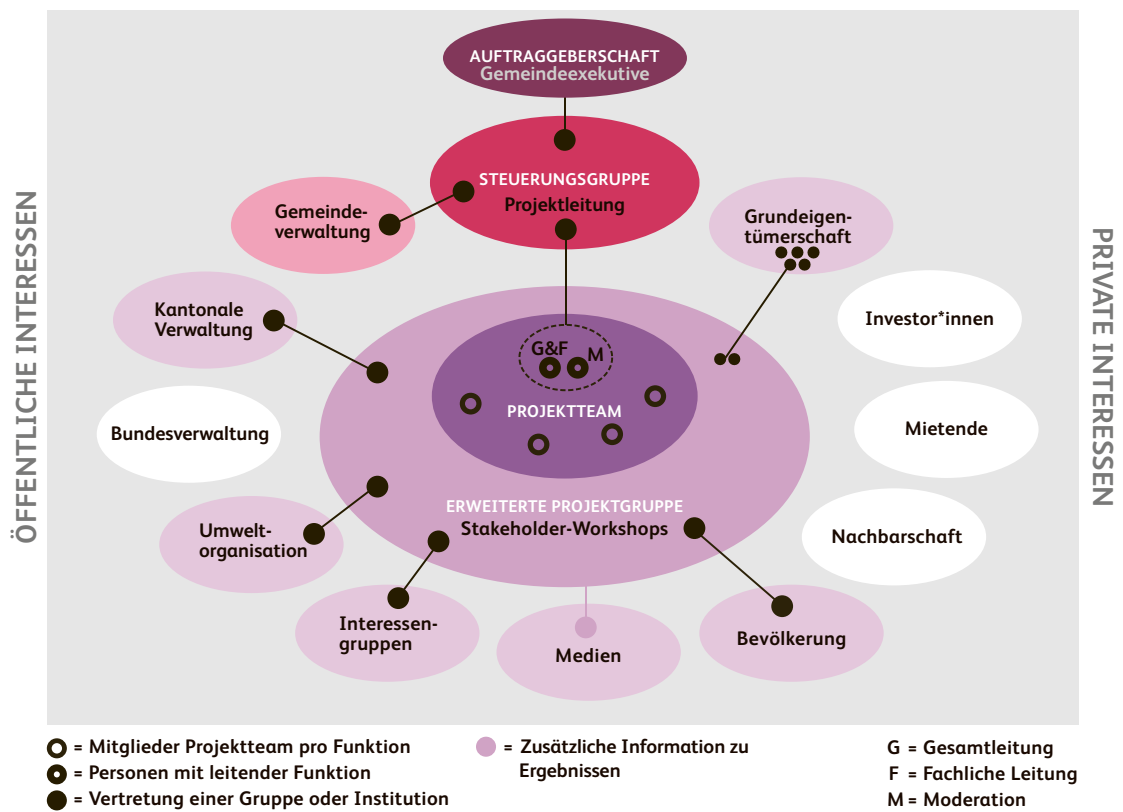 AUFTRAGGEBERSCHAFT
Gemeindeexekutive
STEUERUNGSGRUPPE
Projektleitung
Gemeinde-
verwaltung
Grundeigen-
tümerschaft
Kantonale
Verwaltung
Investor*innen
G&F
M
PROJEKTTEAM
Bundesverwaltung
Mietende
ERWEITERTE PROJEKTGRUPPE
Stakeholder-Workshops
Umwelt-
organisation
Nachbarschaft
Interessen-
gruppen
Medien
Bevölkerung
ÖFFENTLICHE INTERESSEN
PRIVATE INTERESSEN
= Mitglieder Projektteam pro Funktion
= Personen mit leitender Funktion
= Vertretung einer Gruppe oder Institution
= Zusätzliche Information zu
Ergebnissen
G = Gesamtleitung
F = Fachliche Leitung
M = Moderation